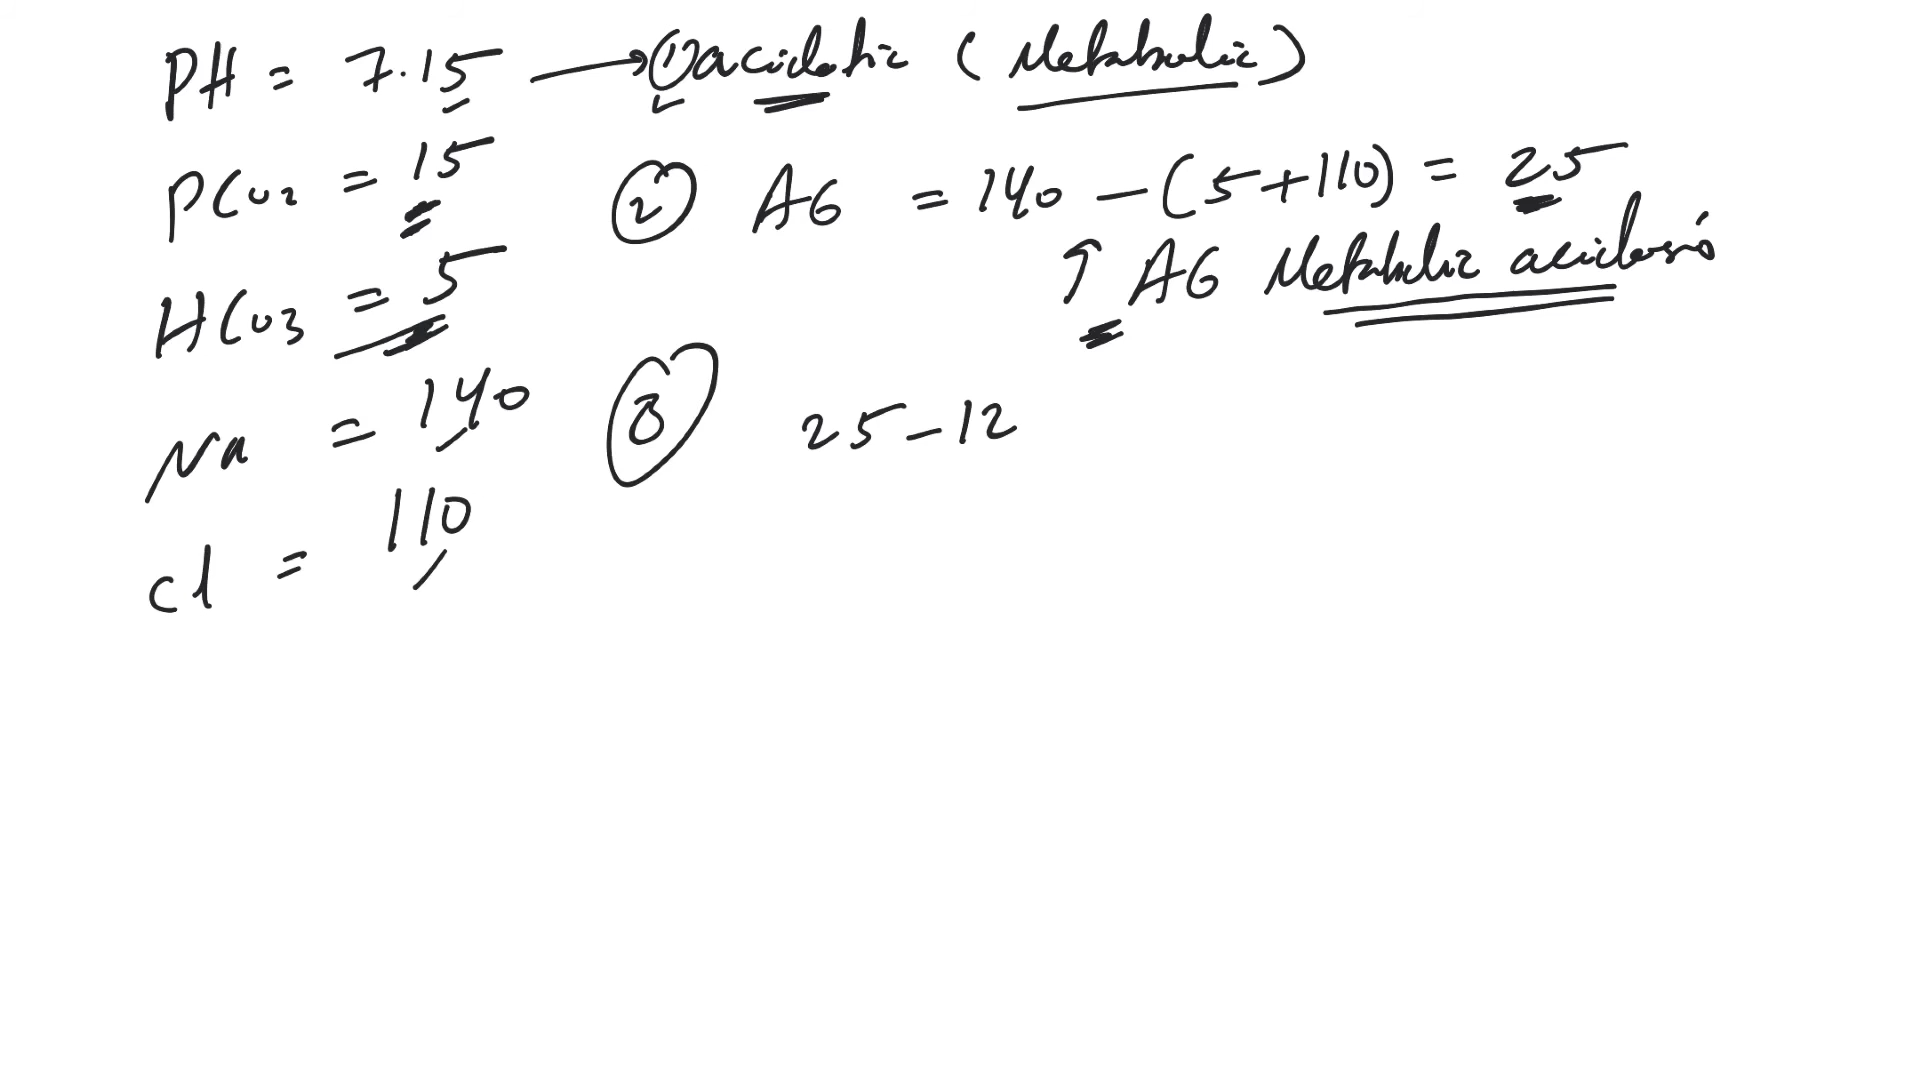 PH = 7.15 → ① acidotic (Metabolic)
PCO2 = 15
② AG = 140 - (5+110) = 25
↑ AG Metabolic acidosis
HCO3 = 5
Na = 140
25-12
cl = 110